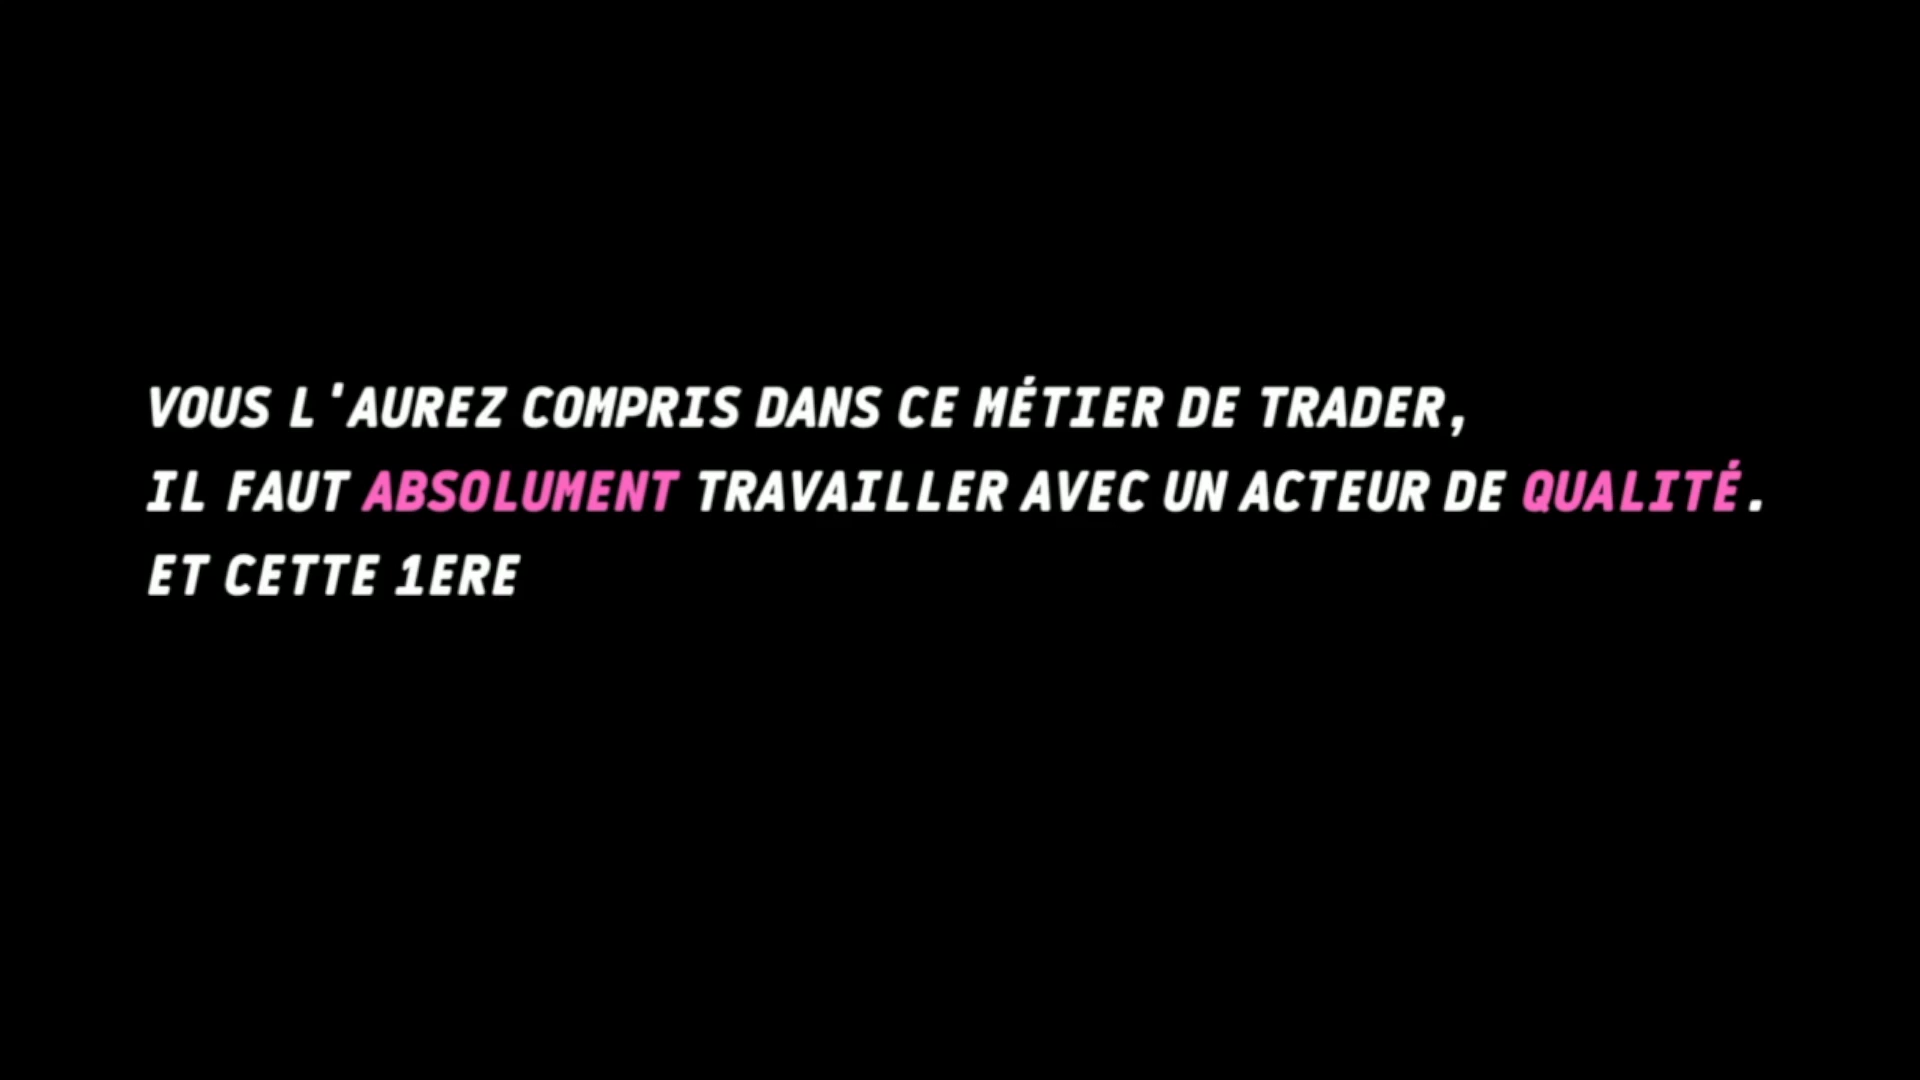 VOUS L'AUREZ COMPRIS DANS CE MÉTIER DE TRADER,
IL FAUT ABSOLUMENT TRAVAILLER AVEC UN ACTEUR DE QUALITÉ.
ET CETTE 1ERE